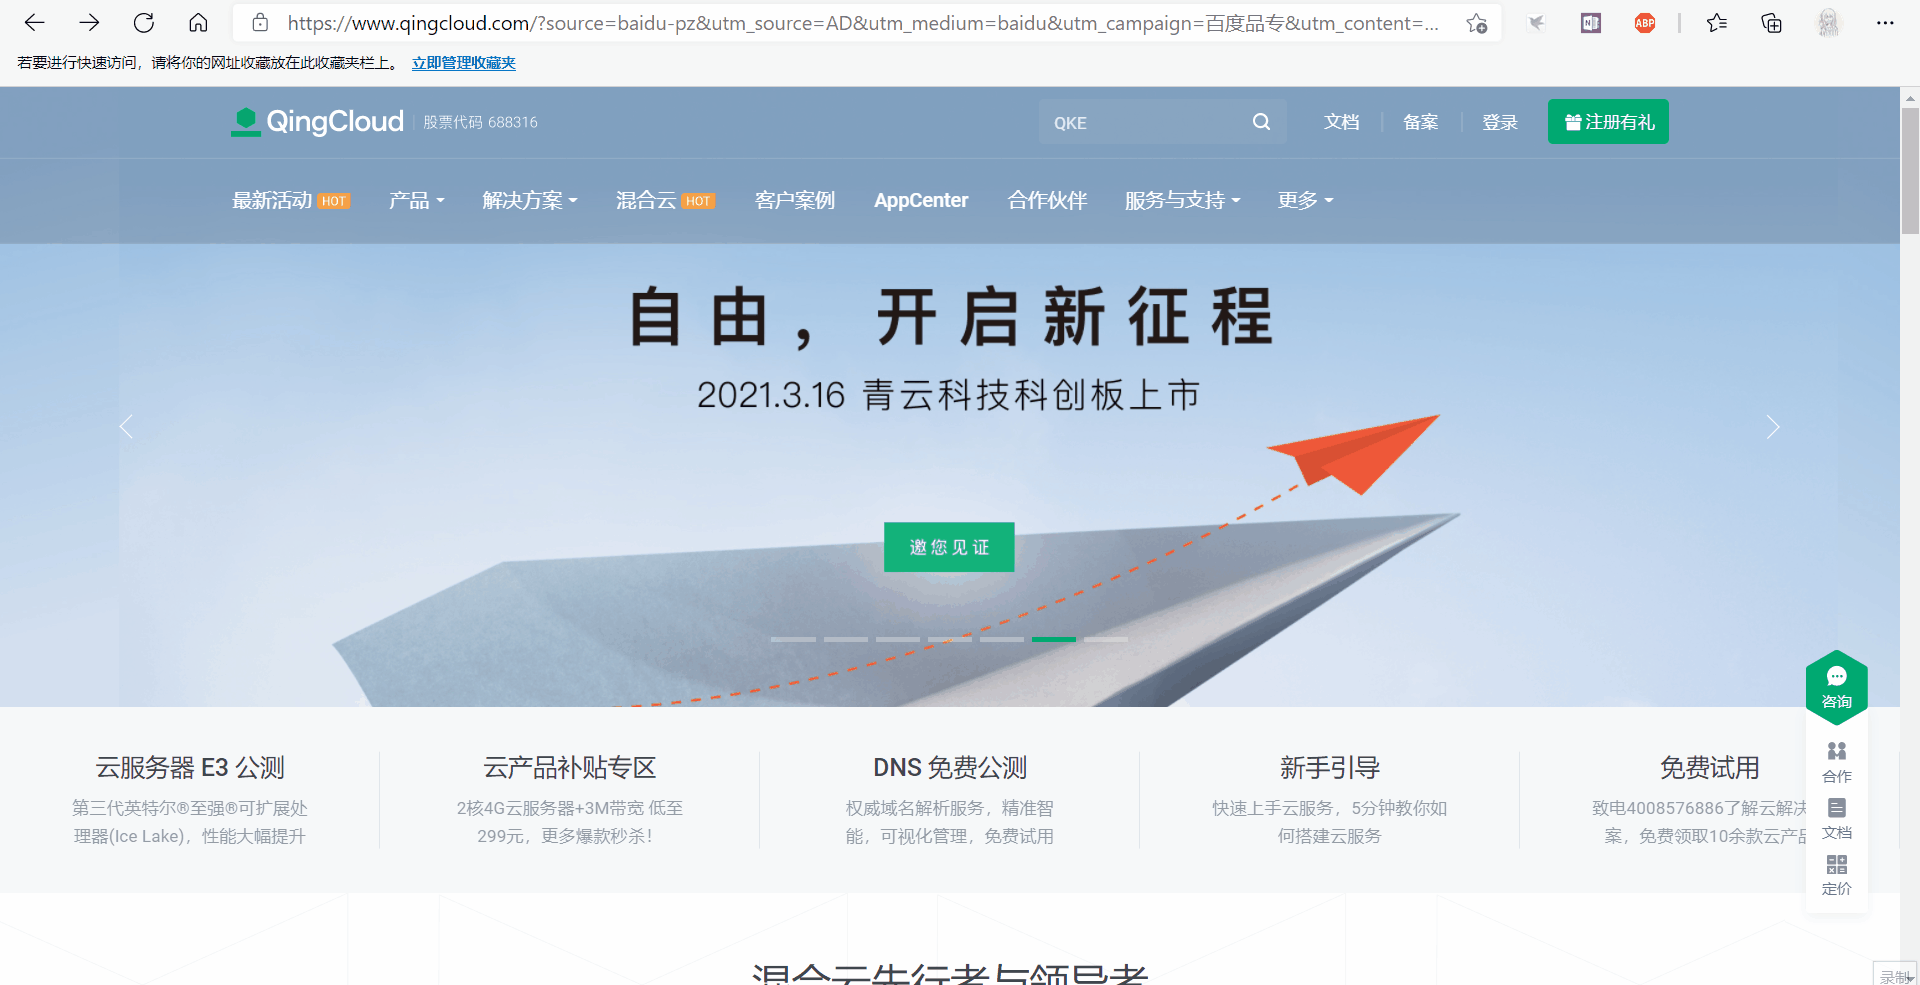 https://www.qingcloud.com/?source=baidu-pz&utm_source=AD&utm_medium=baidu&utm_campaign=百度品专&utm_content=...
ABP
若要进行快速访问，请将你的网址收藏放在此收藏夹栏上。 立即管理收藏夹
QingCloud 股票代码 688316
QKE
文档 备案 登录 注册有礼
最新活动 HOT 产品 解决方案 混合云 HOT 客户案例 AppCenter 合作伙伴 服务与支持 更多
自由，开启新征程
2021.3.16 青云科技科创板上市
邀您见证
咨询
合作
文档
定价
云服务器 E3 公测
第三代英特尔®至强®可扩展处
理器(Ice Lake)，性能大幅提升
云产品补贴专区
2核4G云服务器+3M带宽 低至
299元，更多爆款秒杀！
DNS 免费公测
权威域名解析服务，精准智
能，可视化管理，免费试用
新手引导
快速上手云服务，5分钟教你如
何搭建云服务
免费试用
致电4008576886了解云解决
案，免费领取10余款云产品
混合云先行者与领导者
录制